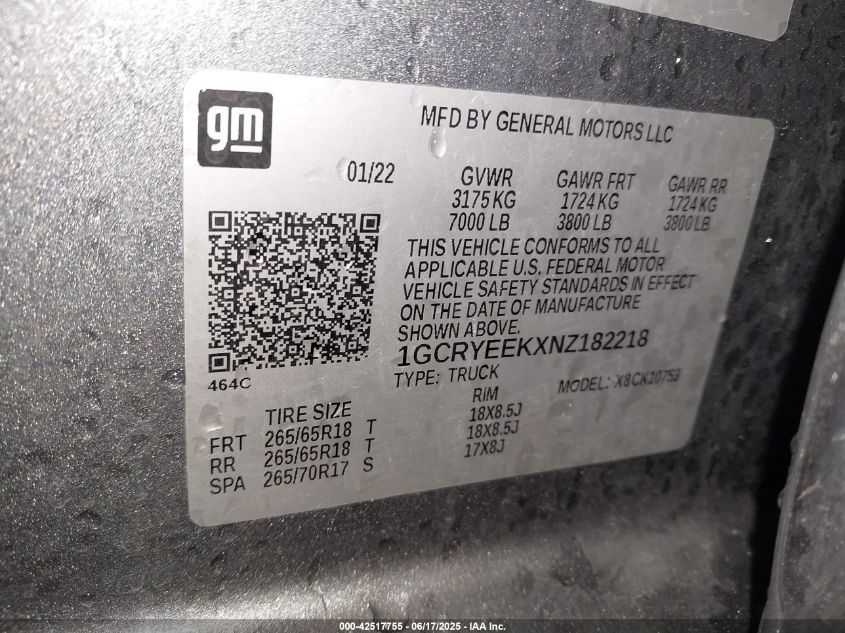 gm
MFD BY GENERAL MOTORS LLC
01/22
GVWR GAWR FRT GAWR RR
3175 KG 1724 KG 1724 KG
7000 LB 3800 LB 3800 LB
THIS VEHICLE CONFORMS TO ALL
APPLICABLE U.S. FEDERAL MOTOR
VEHICLE SAFETY STANDARDS IN EFFECT
ON THE DATE OF MANUFACTURE
SHOWN ABOVE.
1GCRYEEKXNZ182218
464C
TYPE: TRUCK MODEL: X8CK10753
TIRE SIZE RIM
FRT 265/65R18 T 18X8.5J
RR 265/65R18 T 18X8.5J
SPA 265/70R17 S 17X8J
000-42517755 - 06/17/2025 - IAA Inc.